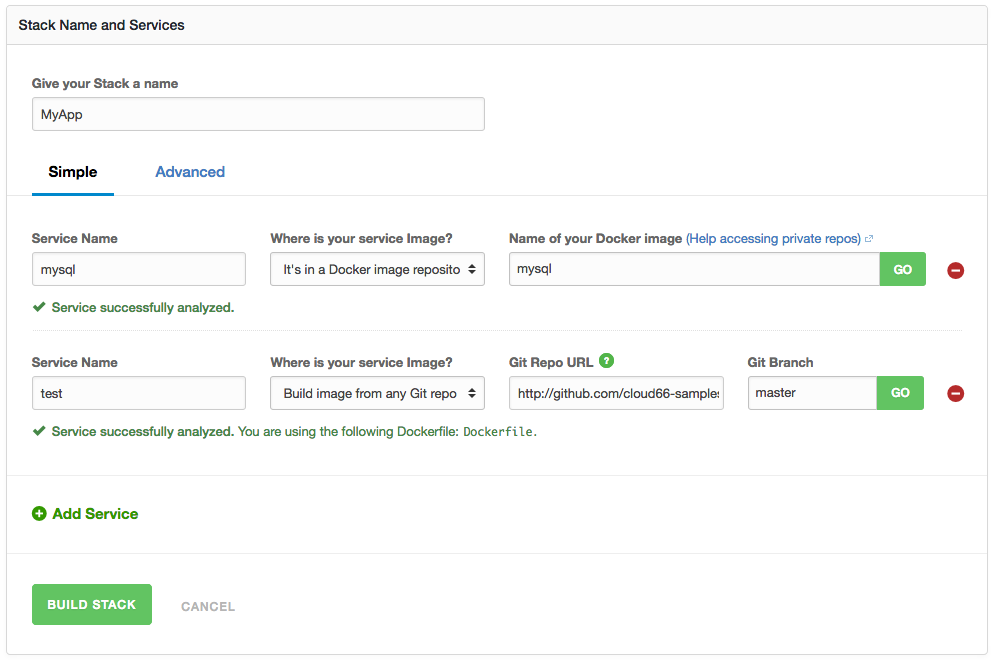 Stack Name and Services
Give your Stack a name
MyApp
Simple Advanced
Service Name Where is your service Image? Name of your Docker image (Help accessing private repos)
mysql It's in a Docker image reposito mysql GO
Service successfully analyzed.
Service Name Where is your service Image? Git Repo URL ? Git Branch
test Build image from any Git repo http://github.com/cloud66-samples master GO
Service successfully analyzed. You are using the following Dockerfile: Dockerfile.
Add Service
BUILD STACK CANCEL